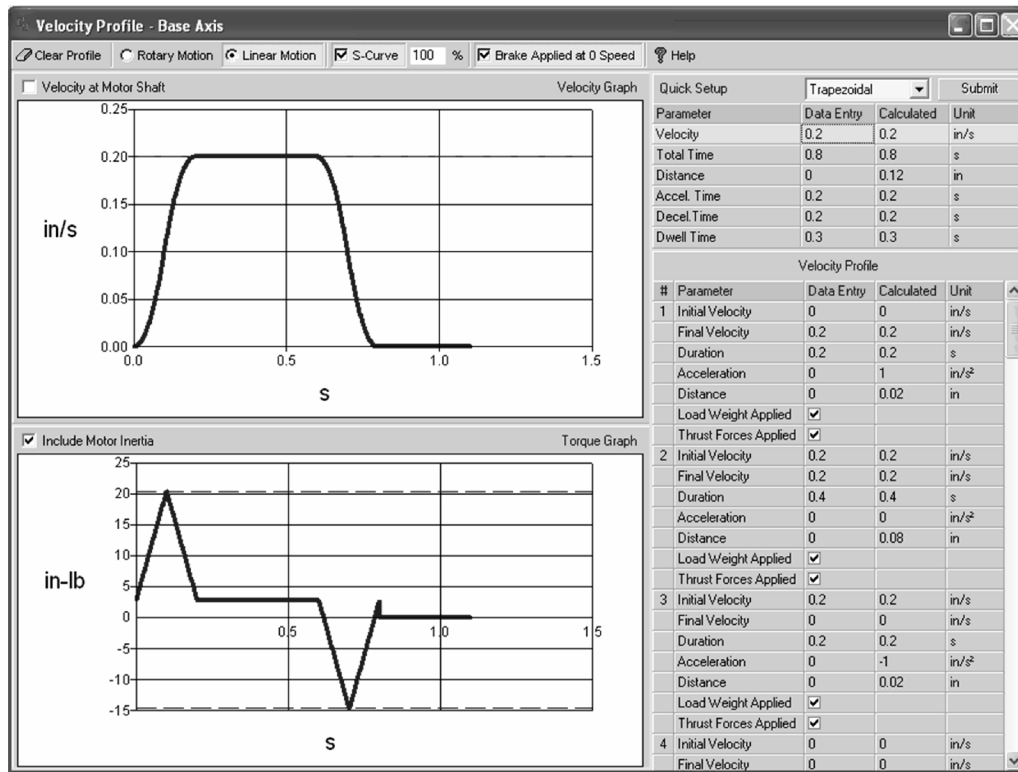 Velocity Profile - Base Axis
Clear Profile Rotary Motion Linear Motion S-Curve 100 % Brake Applied at 0 Speed Help
Velocity at Motor Shaft Velocity Graph
0.25
0.20
0.15
in/s
0.10
0.05
0.00
0.0 0.5 1.0 1.5
s
Include Motor Inertia Torque Graph
25
20
15
10
in-lb
5
0
0.5 1.0 1.5
-5
-10
-15
s
Quick Setup Trapezoidal Submit
Parameter Data Entry Calculated Unit
Velocity 0.2 0.2 in/s
Total Time 0.8 0.8 s
Distance 0 0.12 in
Accel. Time 0.2 0.2 s
Decel.Time 0.2 0.2 s
Dwell Time 0.3 0.3 s
Velocity Profile
# Parameter Data Entry Calculated Unit
1 Initial Velocity 0 0 in/s
Final Velocity 0.2 0.2 in/s
Duration 0.2 0.2 s
Acceleration 0 1 in/s²
Distance 0 0.02 in
Load Weight Applied
Thrust Forces Applied
2 Initial Velocity 0.2 0.2 in/s
Final Velocity 0.2 0.2 in/s
Duration 0.4 0.4 s
Acceleration 0 0 in/s²
Distance 0 0.08 in
Load Weight Applied
Thrust Forces Applied
3 Initial Velocity 0.2 0.2 in/s
Final Velocity 0 0 in/s
Duration 0.2 0.2 s
Acceleration 0 -1 in/s²
Distance 0 0.02 in
Load Weight Applied
Thrust Forces Applied
4 Initial Velocity 0 0 in/s
Final Velocity 0 0 in/s